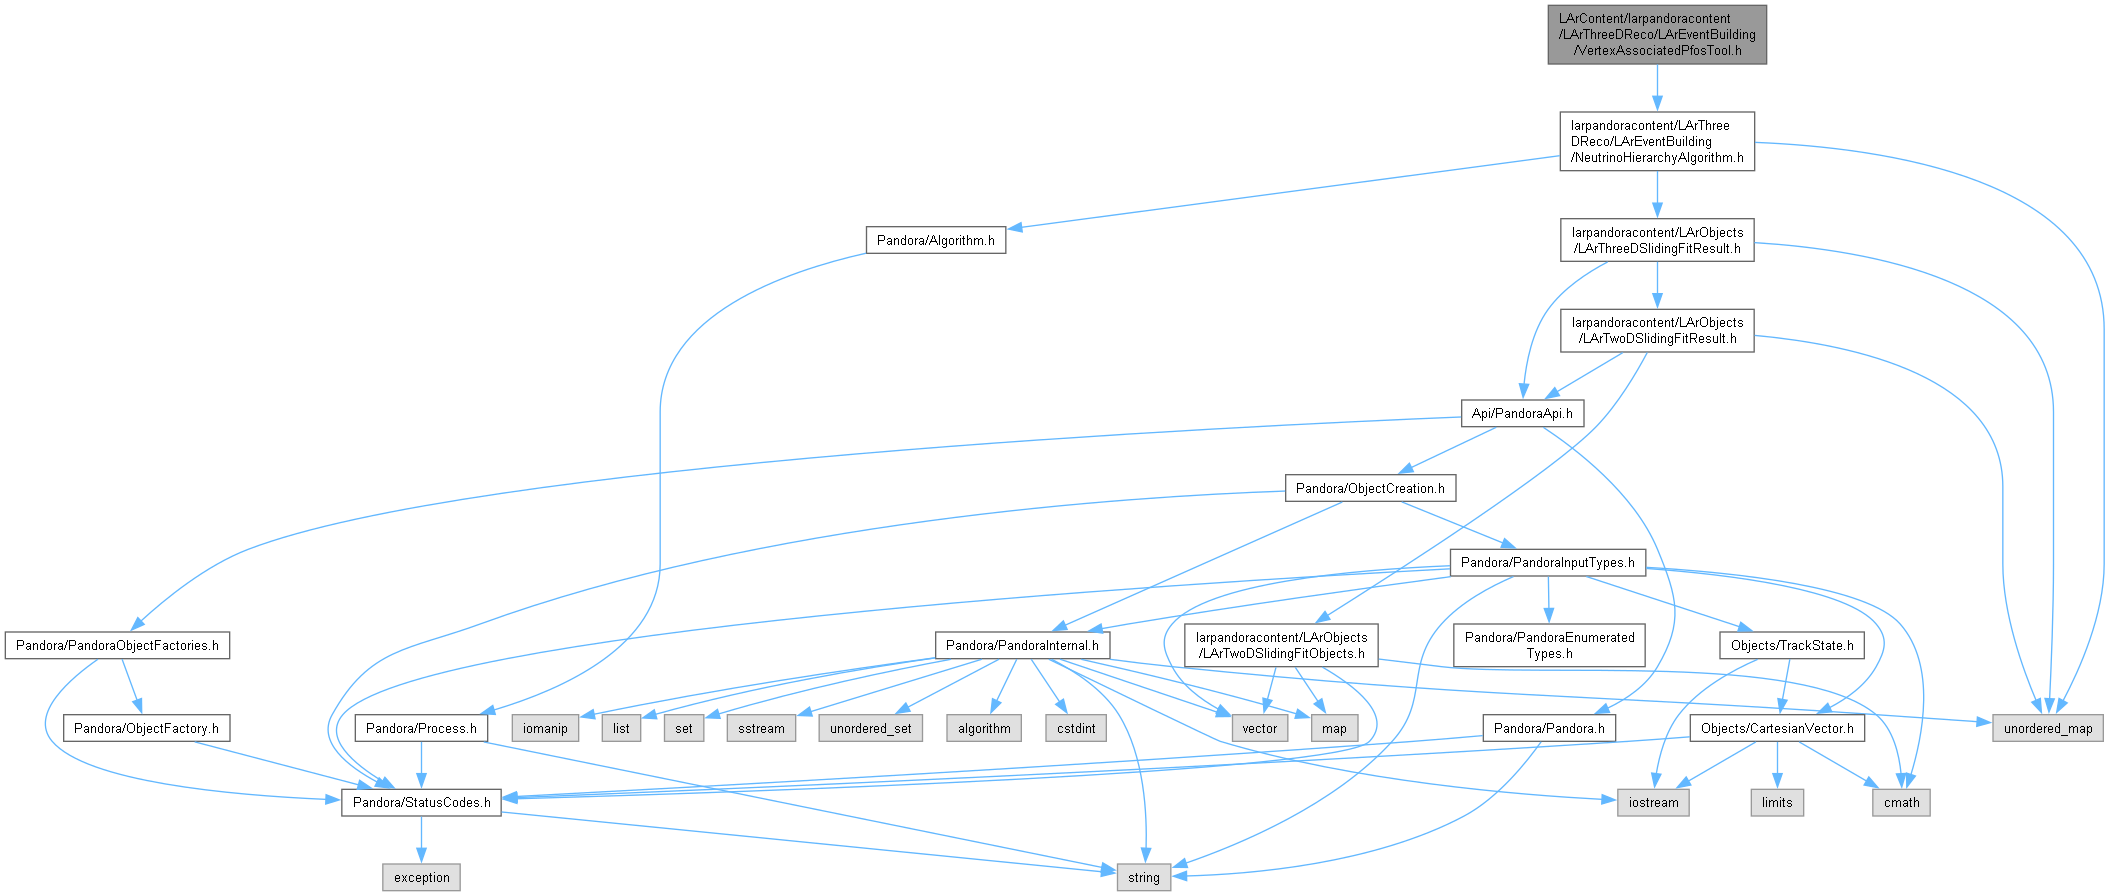 LArContent/larpandoracontent
/LArThreeDReco/LArEventBuilding
/VertexAssociatedPfosTool.h
larpandoracontent/LArThree
DReco/LArEventBuilding
/NeutrinoHierarchyAlgorithm.h
Pandora/Algorithm.h
larpandoracontent/LArObjects
/LArThreeDSlidingFitResult.h
larpandoracontent/LArObjects
/LArTwoDSlidingFitResult.h
Api/PandoraApi.h
Pandora/ObjectCreation.h
Pandora/PandoraInputTypes.h
Pandora/PandoraObjectFactories.h
Pandora/PandoraInternal.h
larpandoracontent/LArObjects
/LArTwoDSlidingFitObjects.h
Pandora/PandoraEnumerated
Types.h
Objects/TrackState.h
Pandora/ObjectFactory.h
Pandora/Process.h
iomanip
list
set
sstream
unordered_set
algorithm
cstdint
vector
map
Pandora/Pandora.h
Objects/CartesianVector.h
unordered_map
Pandora/StatusCodes.h
iostream
limits
cmath
exception
string